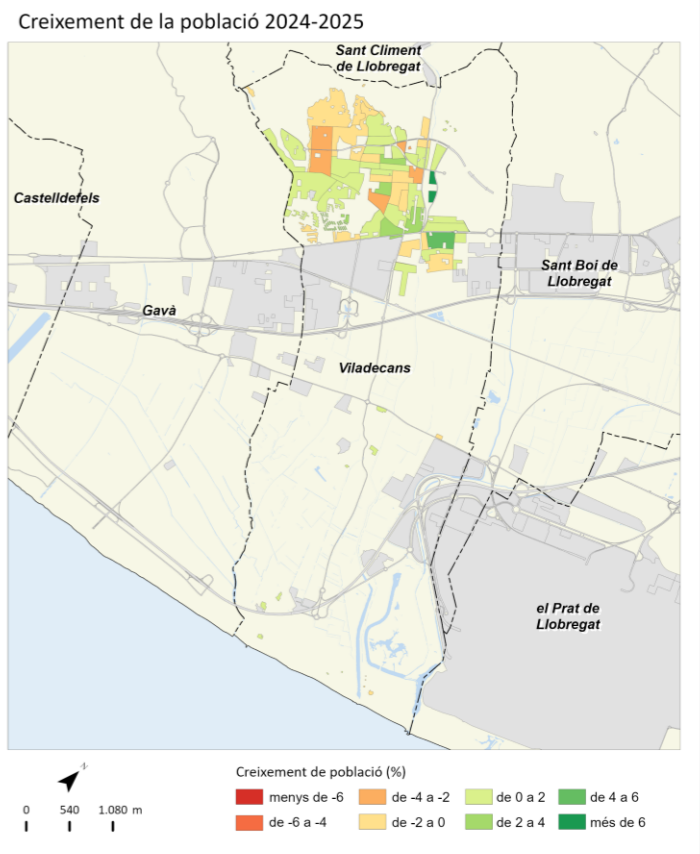 Creixement de la població 2024-2025
Sant Climent
de Llobregat
Castelldefels
Sant Boi de
Llobregat
Gavà
Viladecans
el Prat de
Llobregat
N
0 540 1.080 m
Creixement de població (%)
menys de -6
de -4 a -2
de 0 a 2
de 4 a 6
de -6 a -4
de -2 a 0
de 2 a 4
més de 6